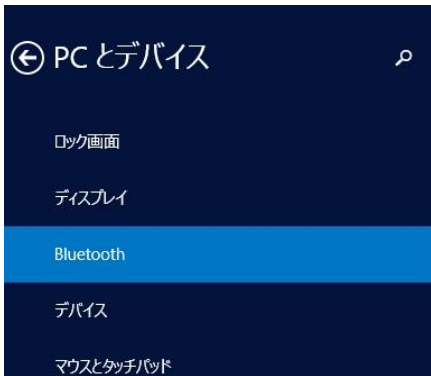 PC とデバイス
ロック画面
ディスプレイ
Bluetooth
デバイス
マウスとタッチパッド